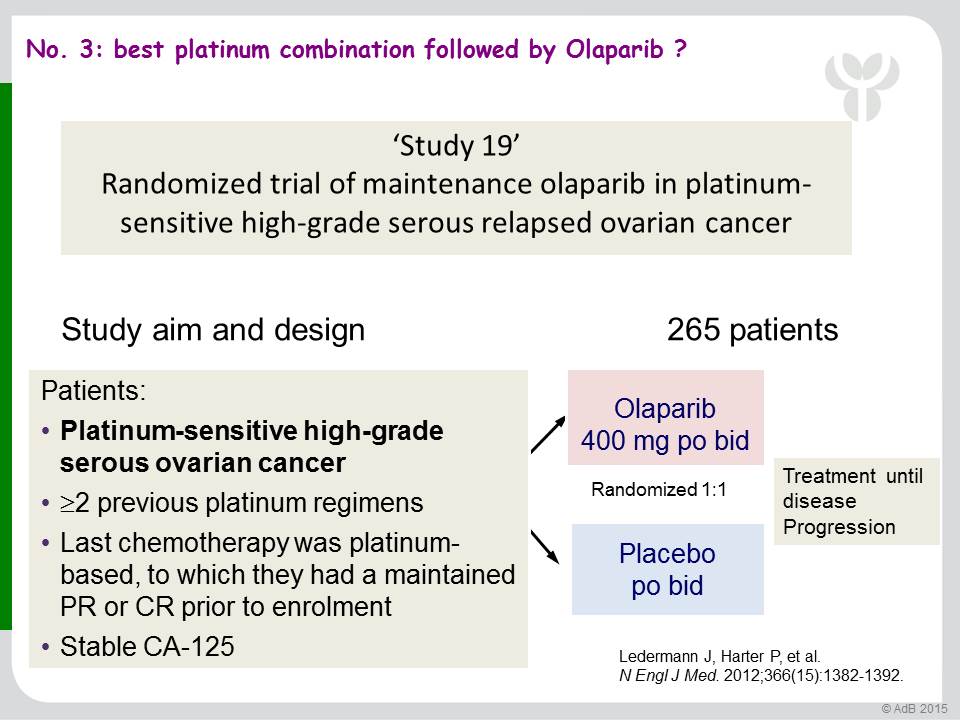 No. 3: best platinum combination followed by Olaparib ?
‘Study 19’
Randomized trial of maintenance olaparib in platinum-
sensitive high-grade serous relapsed ovarian cancer
Study aim and design
265 patients
Patients:
• Platinum-sensitive high-grade
serous ovarian cancer
• ≥2 previous platinum regimens
• Last chemotherapy was platinum-
based, to which they had a maintained
PR or CR prior to enrolment
• Stable CA-125
Olaparib
400 mg po bid
Randomized 1:1
Placebo
po bid
Treatment until
disease
Progression
Ledermann J, Harter P, et al.
N Engl J Med. 2012;366(15):1382-1392.
© AdB 2015